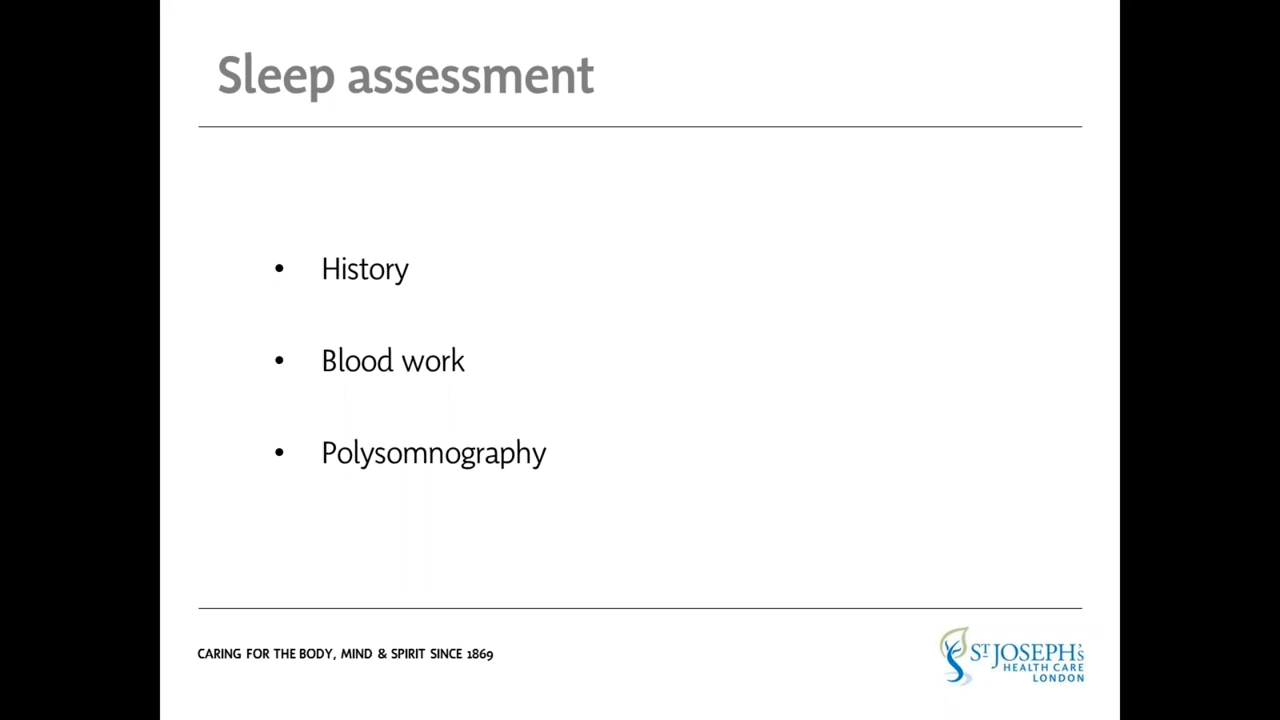 Sleep assessment
• History
• Blood work
• Polysomnography
CARING FOR THE BODY, MIND & SPIRIT SINCE 1869
ST JOSEPH'S
HEALTH CARE
LONDON